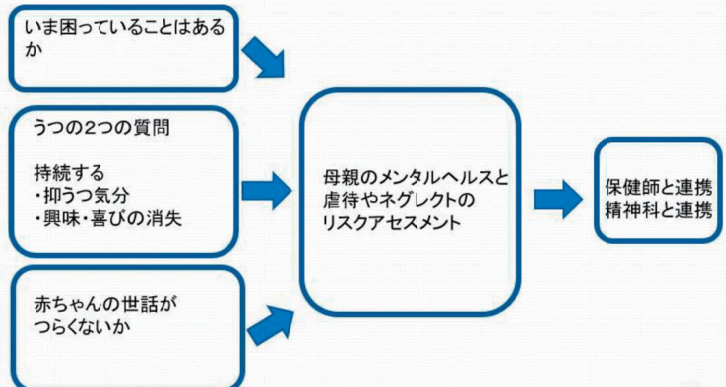 いま困っていることはある
か
うつの2つの質問
持続する
・抑うつ気分
・興味・喜びの消失
赤ちゃんの世話が
つらくないか
母親のメンタルヘルスと
虐待やネグレクトの
リスクアセスメント
保健師と連携
精神科と連携